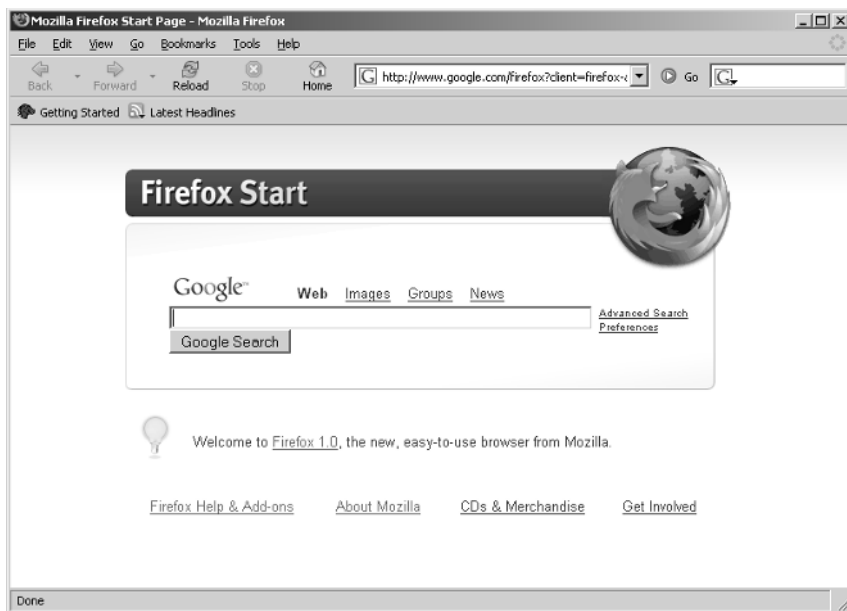 Mozilla Firefox Start Page - Mozilla Firefox
File Edit View Go Bookmarks Tools Help
Back Forward Reload Stop Home http://www.google.com/firefox?client=firefox- Go G
Getting Started Latest Headlines
Firefox Start
Google™ Web Images Groups News
Advanced Search
Preferences
Google Search
Welcome to Firefox 1.0, the new, easy-to-use browser from Mozilla.
Firefox Help & Add-ons About Mozilla CDs & Merchandise Get Involved
Done